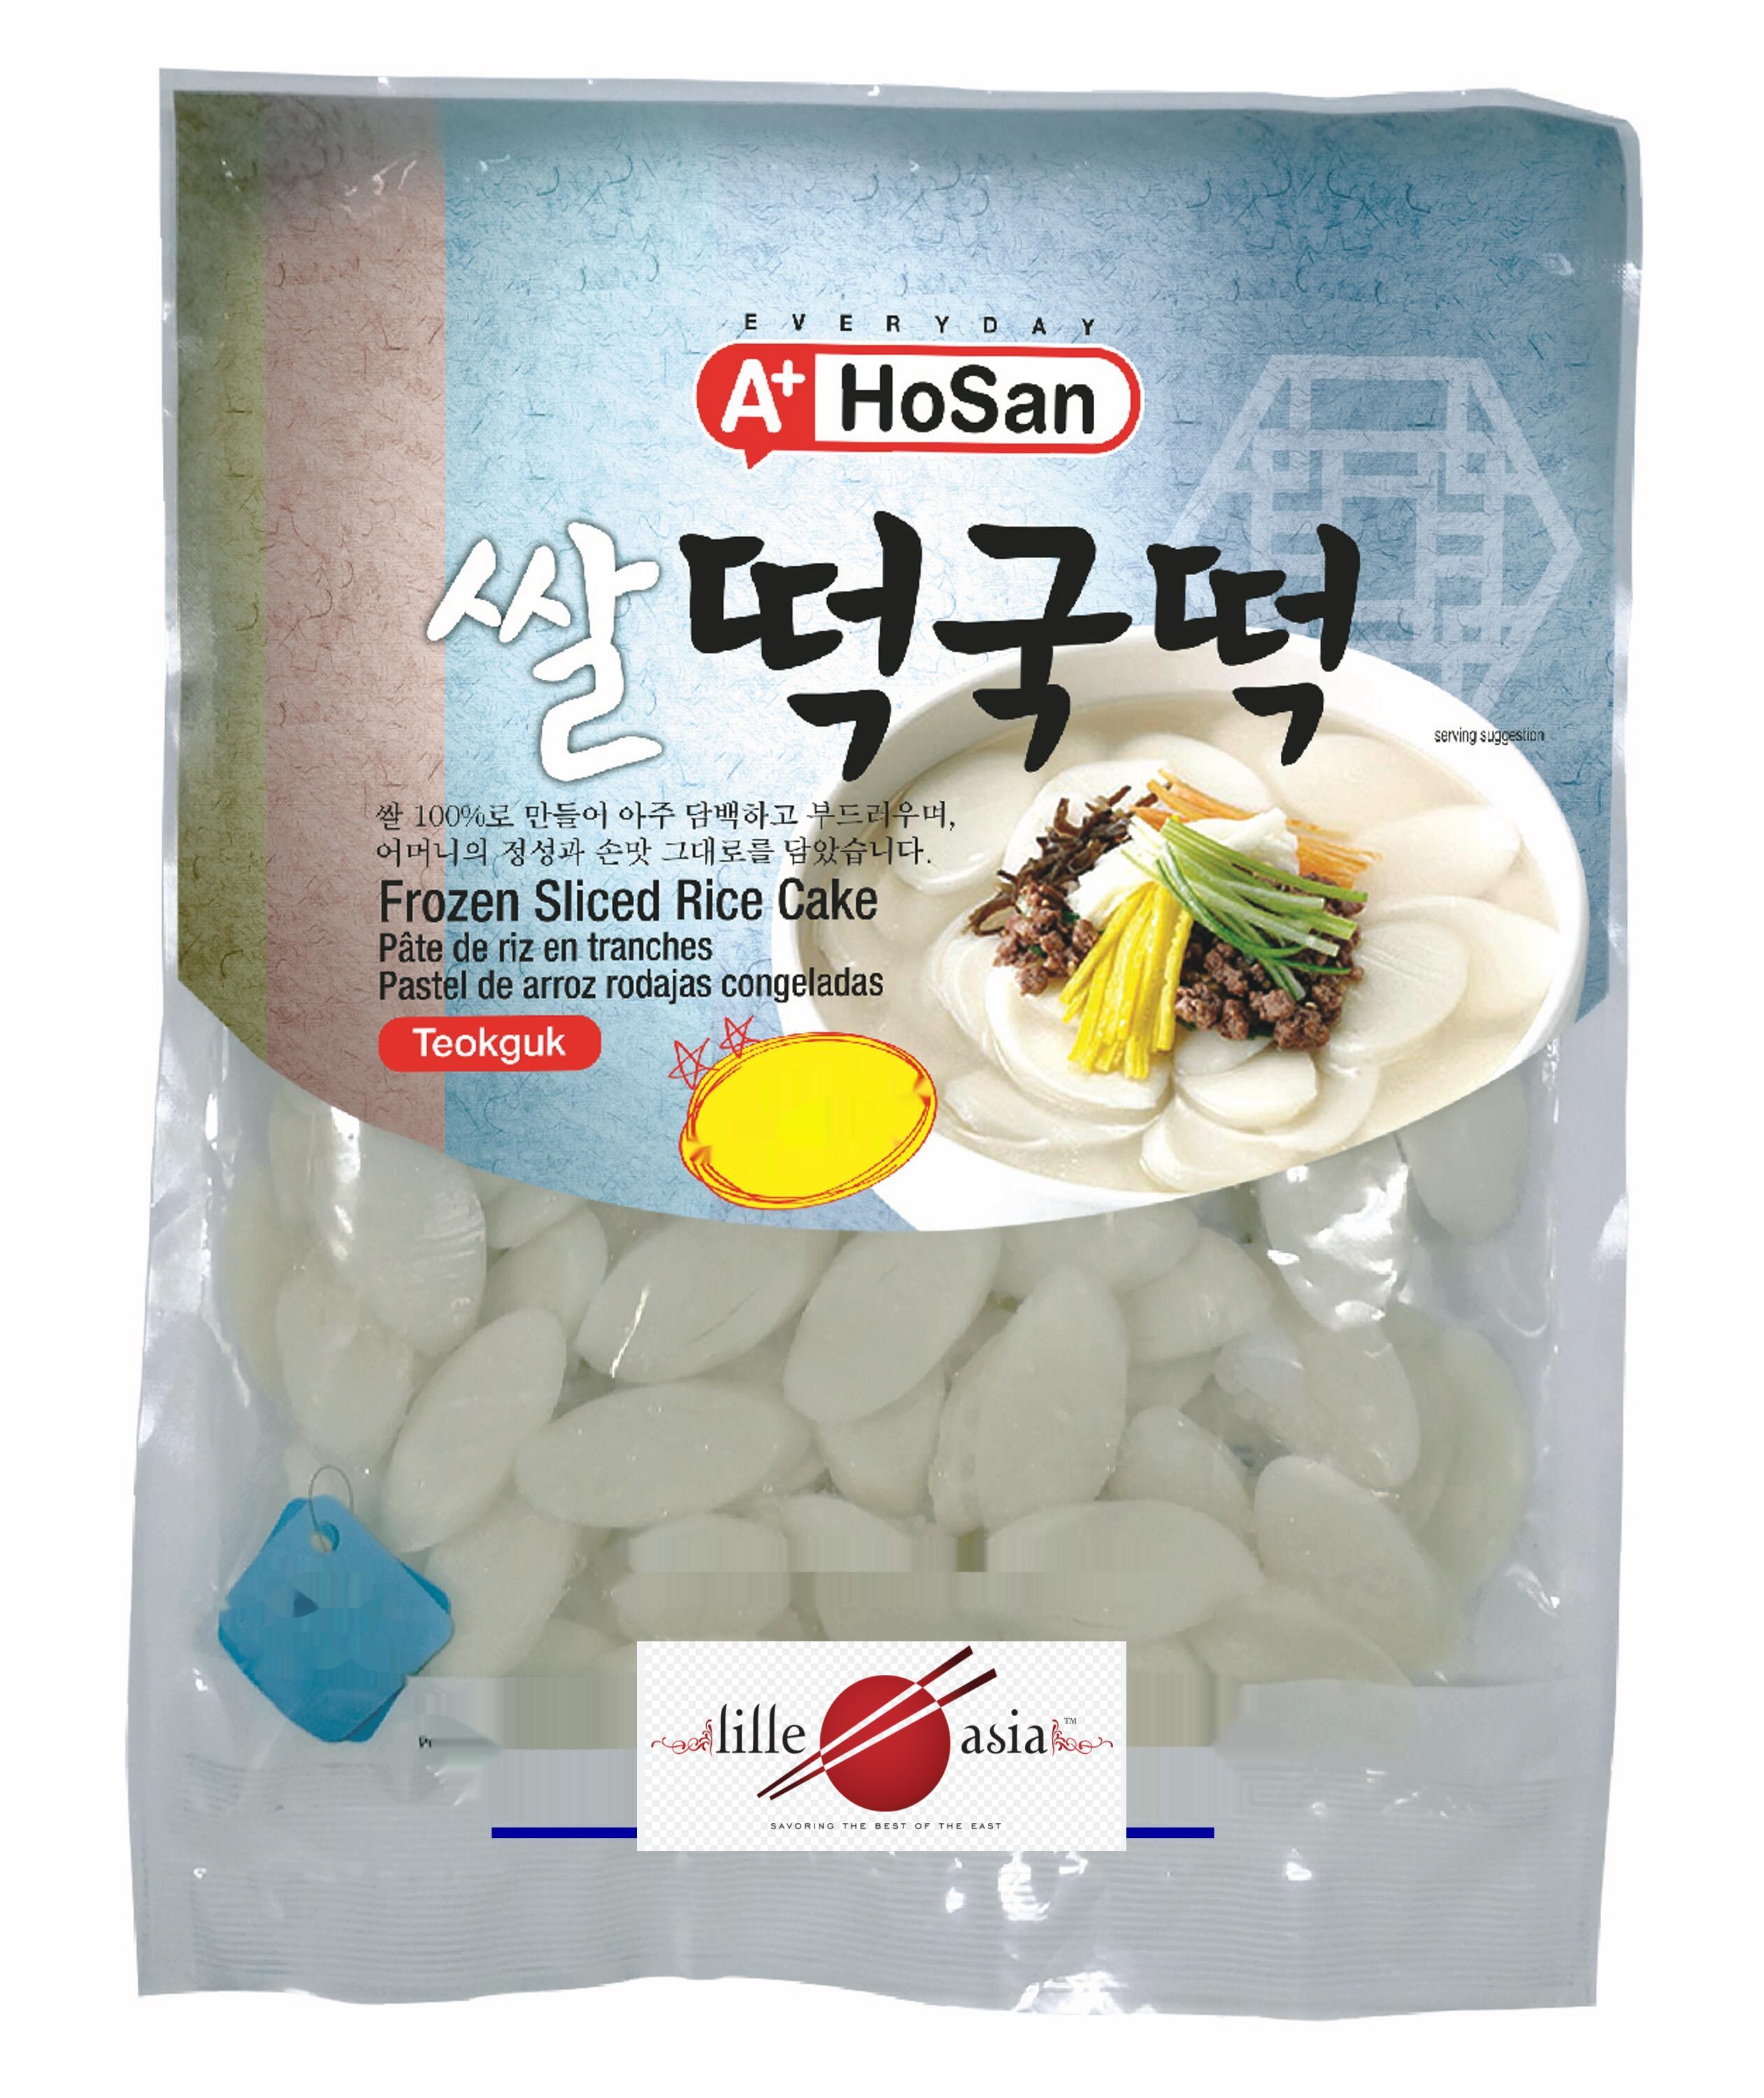 EVERYDAY
A+ HoSan
쌀떡국떡
serving suggestion
쌀 100%로 만들어 아주 담백하고 부드러우며,
어머니의 정성과 손맛 그대로를 담았습니다.
Frozen Sliced Rice Cake
Pâte de riz en tranches
Pastel de arroz rodajas congeladas
Teokguk
lille asia™
SAVORING THE BEST OF THE EAST